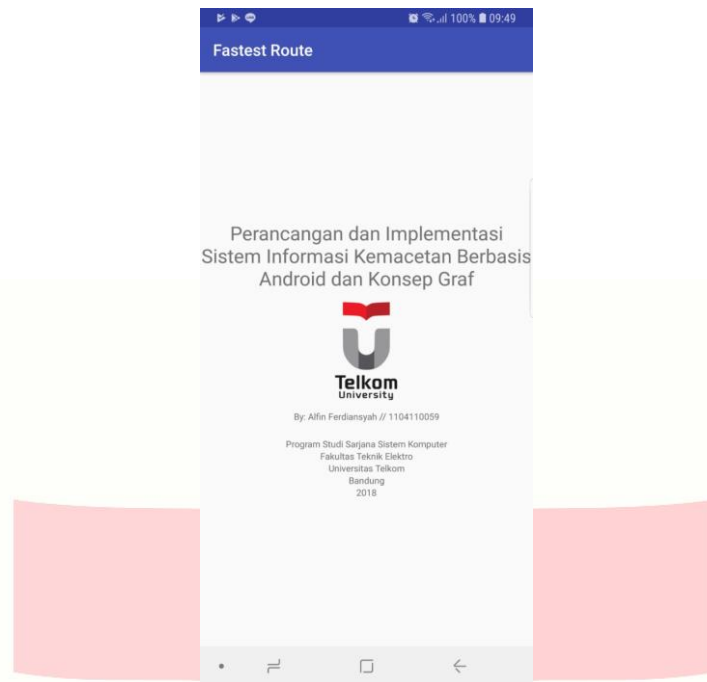 100% 09:49
Fastest Route
Perancangan dan Implementasi
Sistem Informasi Kemacetan Berbasis
Android dan Konsep Graf
Telkom
University
By: Alfin Ferdiansyah // 1104110059
Program Studi Sarjana Sistem Komputer
Fakultas Teknik Elektro
Universitas Telkom
Bandung
2018